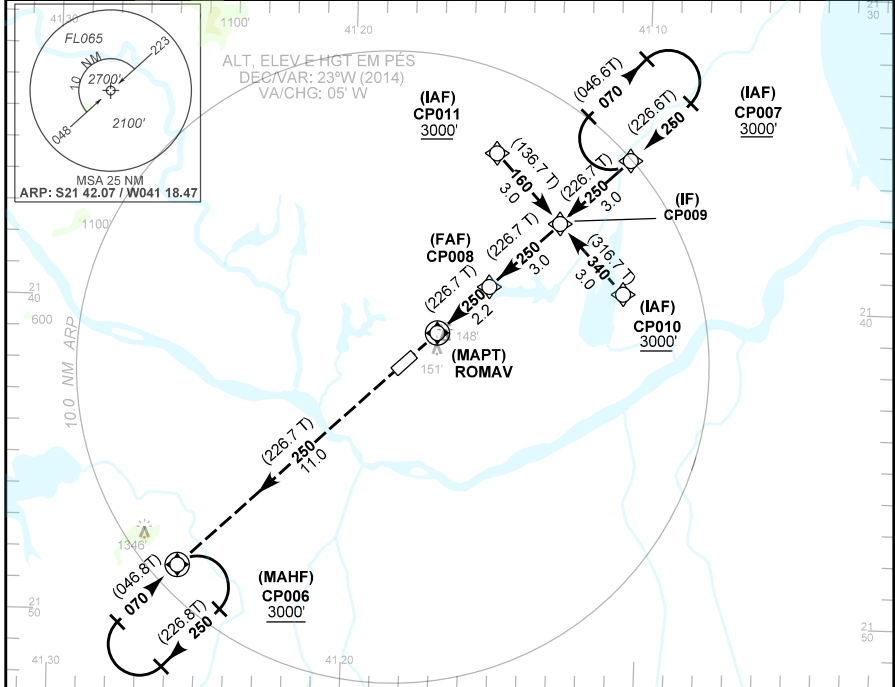 41.30
1100'
41 20
41 10
21
30
FL065
10 NM
2700'
223
048
2100'
MSA 25 NM
ARP: S21 42.07 / W041 18.47
ALT, ELEV E HGT EM PÉS
DEC/VAR: 23°W (2014)
VA/CHG: 05' W
(046.6T)
070
(226.6T)
250
(IAF)
CP007
3000'
(IAF)
CP011
3000'
(136.7 T)
160
3.0
(226.7 T)
250
3.0
(IF)
CP009
1100'
(FAF)
CP008
(226.7 T)
250
3.0
(316.7 T)
340
3.0
(IAF)
CP010
3000'
21
40
600
21
40
(226.7 T)
250
2.2
148'
151'
(MAPT)
ROMAV
10.0 NM ARP
(226.7 T)
250
11.0
1346'
(046.8T)
070
(226.8T)
250
(MAHF)
CP006
3000'
21
50
21
50
41.30
41.20